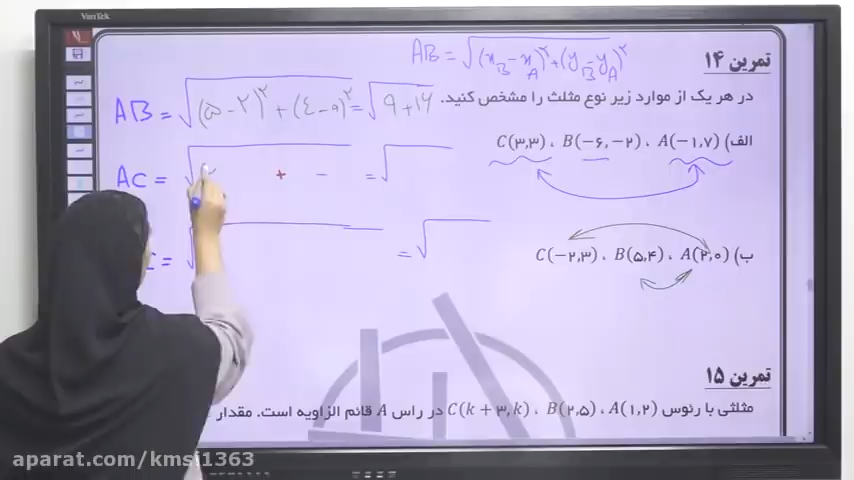 VarTek
تمرین ۱۴
AB = √(x_B − x_A)² + (y_B − y_A)²
در هر یک از موارد زیر نوع مثلث را مشخص کنید.
AB = √(۵ − ۲)² + (٤ − ۰)² = √۹ + ۱۶
الف) A(−۱,۷) ، B(−۶,−۲) ، C(۳,۳)
AC = √ + − = √
ب) A(۲,۰) ، B(۵,۴) ، C(−۲,۳)
C = √ = √
تمرین ۱۵
مثلثی با رئوس A(۱,۲) ، B(۲,۵) ، C(k + ۳,k) در راس A قائم الزاویه است. مقدار
aparat.com/kmsi1363